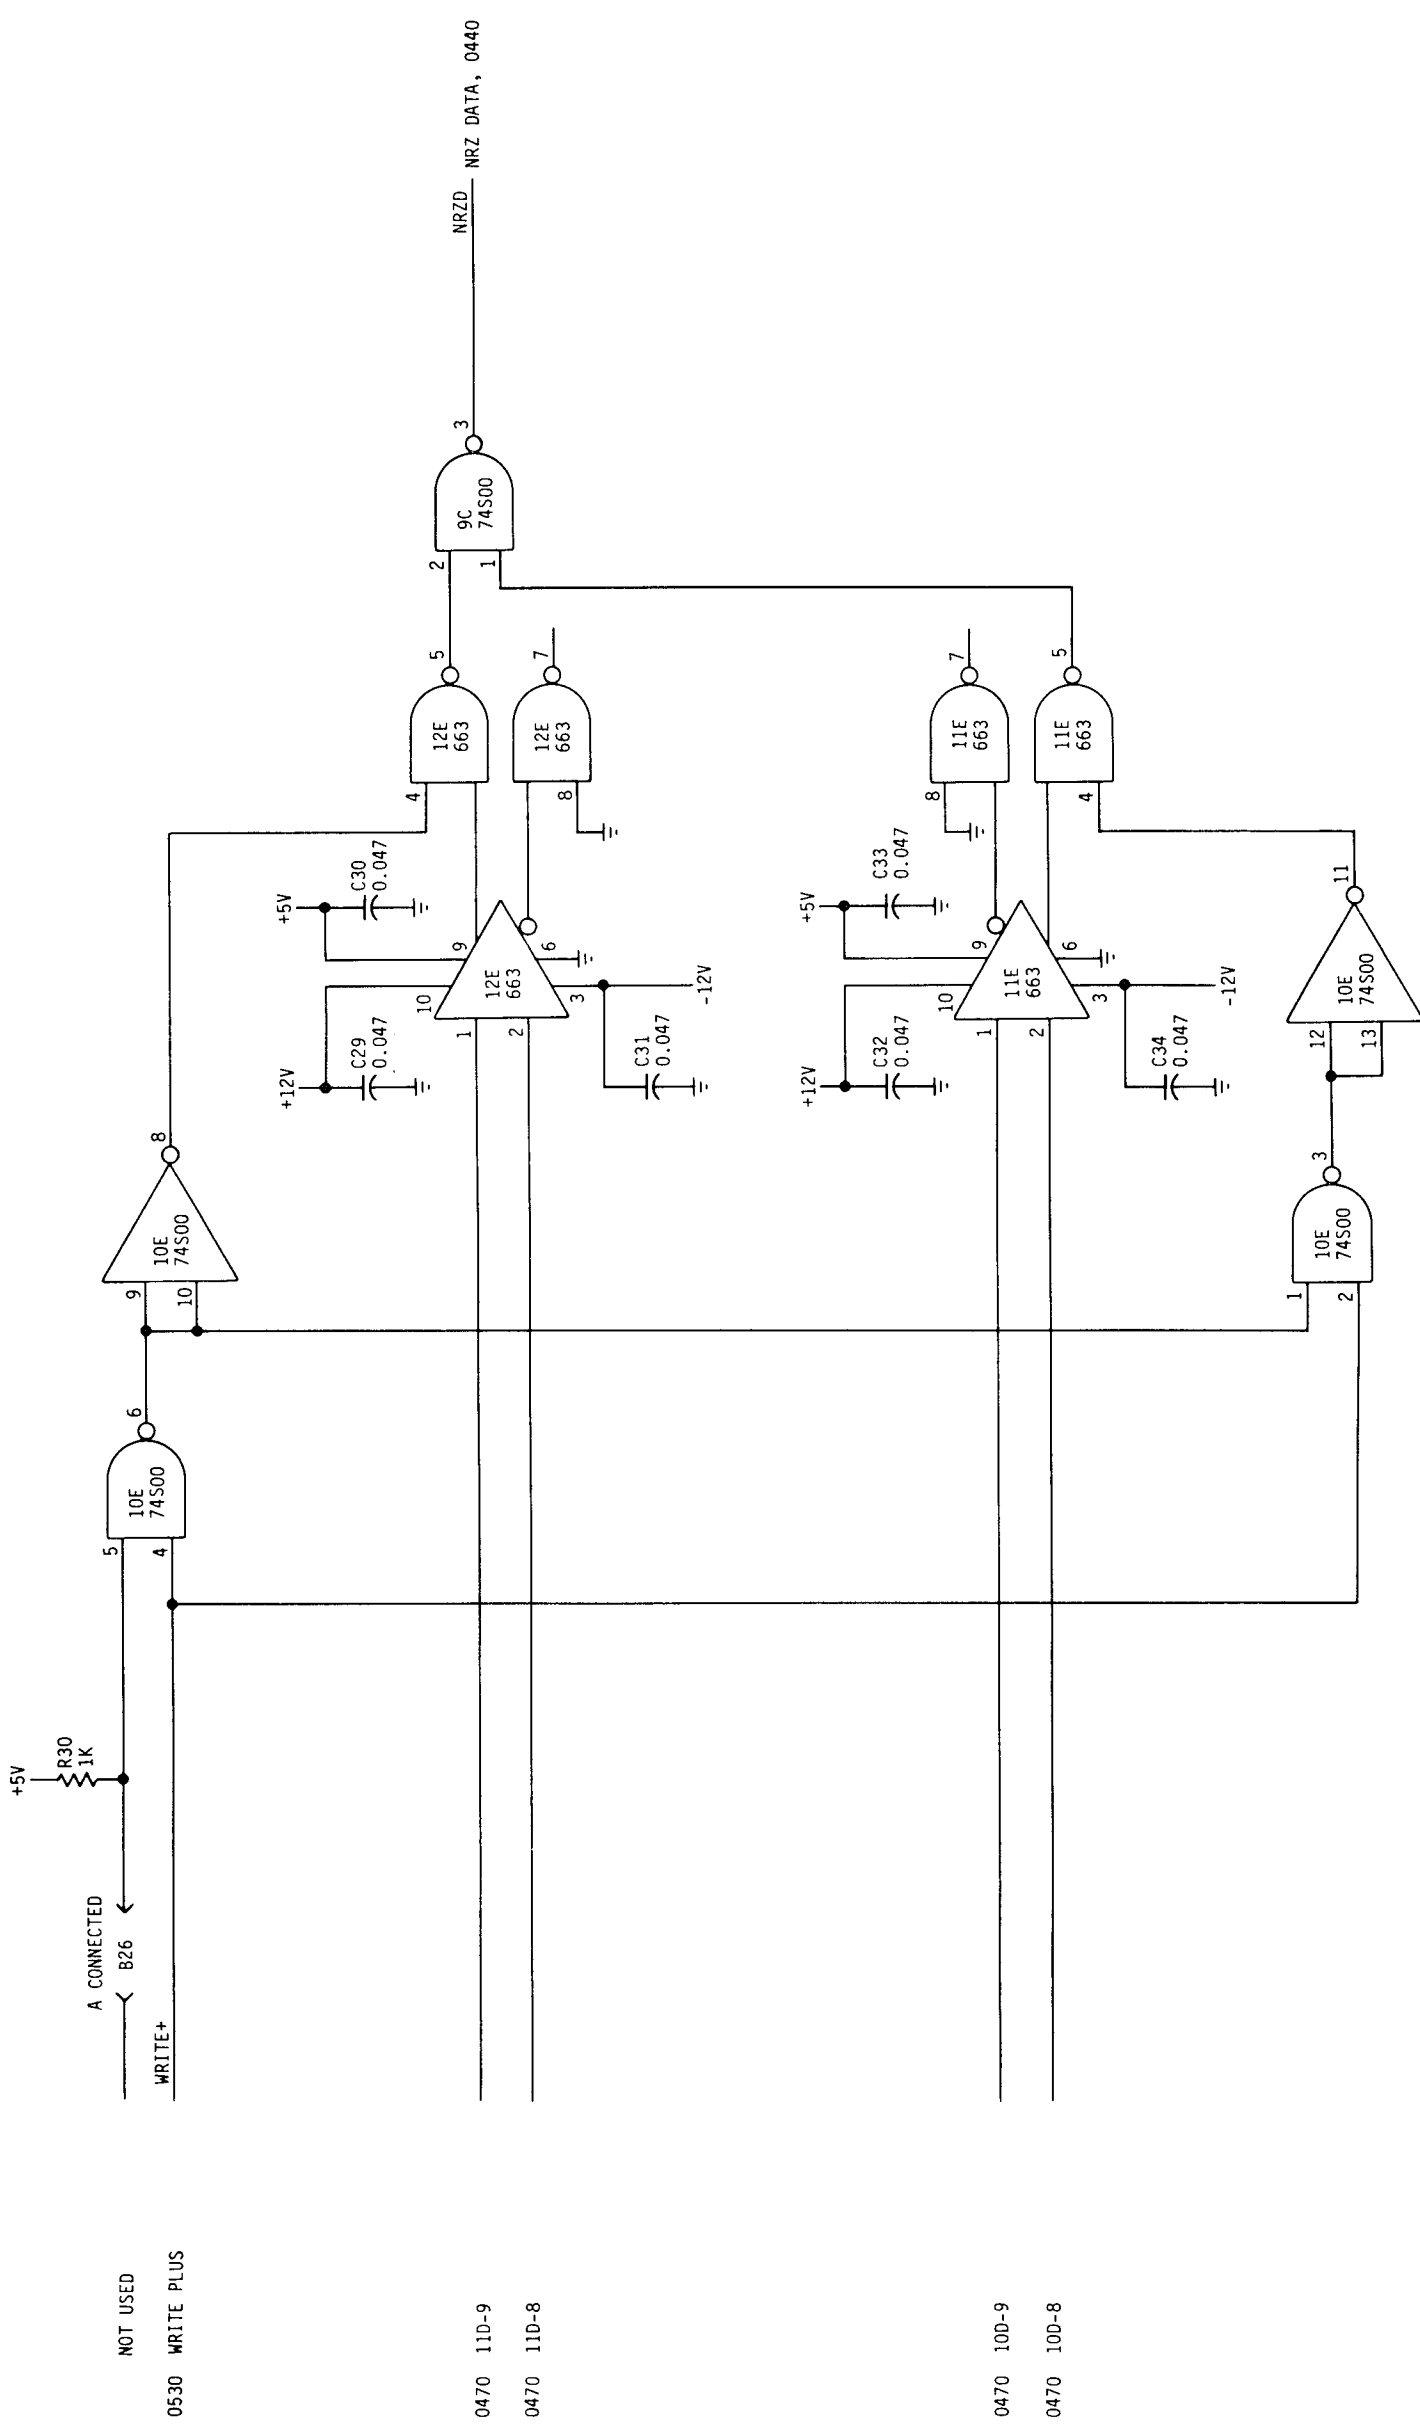 NOT USED
0530 WRITE PLUS
0470 11D-9
0470 11D-8
0470 10D-9
0470 10D-8
A CONNECTED
B26
WRITE+
+5V
R30
1K
5
4
10E
74S00
6
9
10
10E
74S00
8
1
2
10E
74S00
3
12
13
10E
74S00
11
+12V
C29
0.047
+5V
C30
0.047
10
9
1
2
12E
663
6
3
C31
0.047
-12V
+12V
C32
0.047
+5V
C33
0.047
10
9
1
2
11E
663
6
3
C34
0.047
-12V
4
12E
663
5
8
12E
663
7
8
11E
663
7
4
11E
663
5
2
1
9C
74S00
3
NRZD
NRZ DATA, 0440